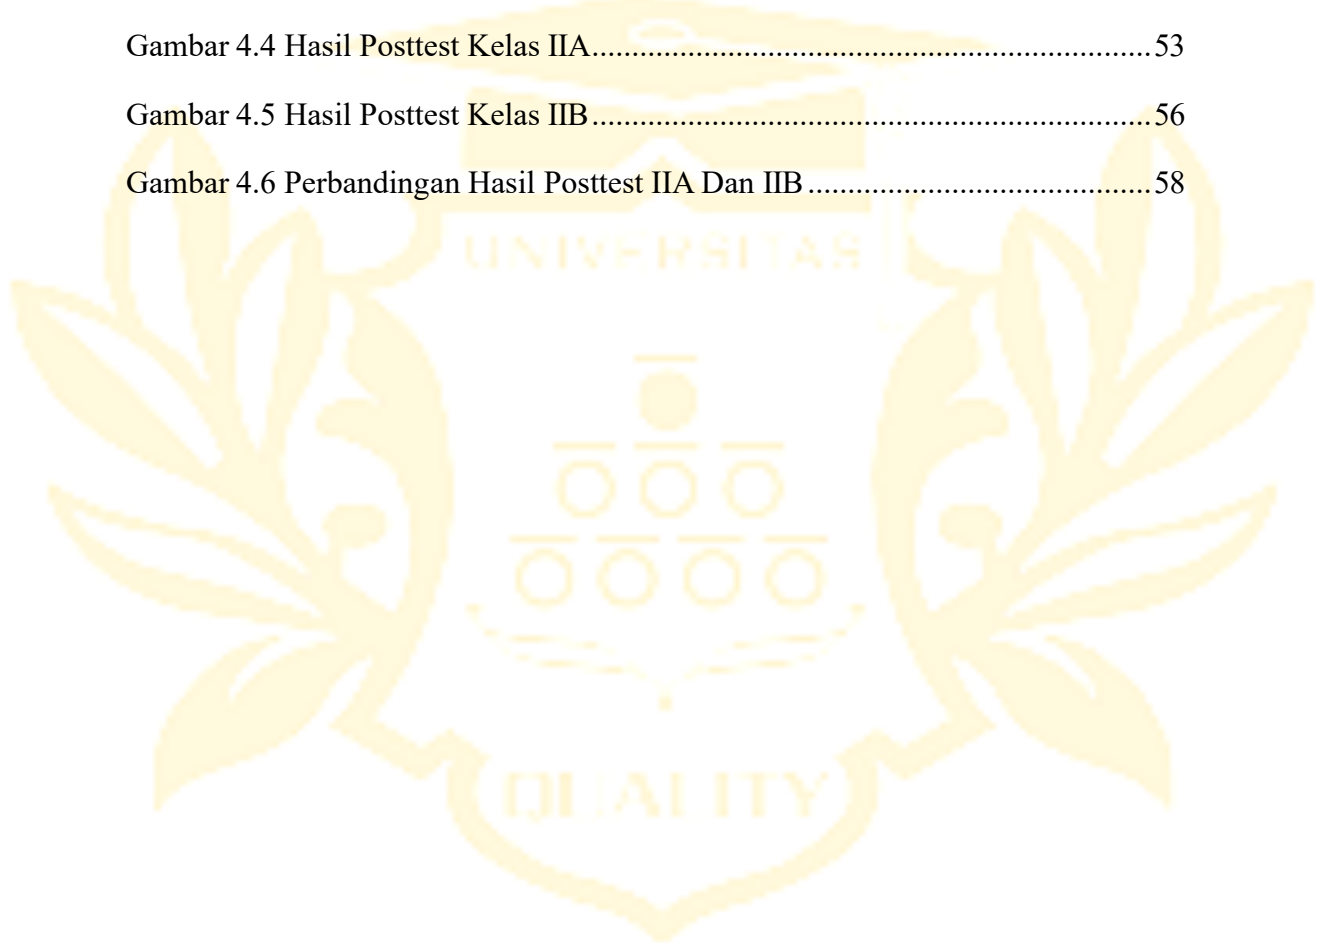 Gambar 4.4 Hasil Posttest Kelas IIA......................................................................53
Gambar 4.5 Hasil Posttest Kelas IIB......................................................................56
Gambar 4.6 Perbandingan Hasil Posttest IIA Dan IIB...........................................58
UNIVERSITAS
QUALITY